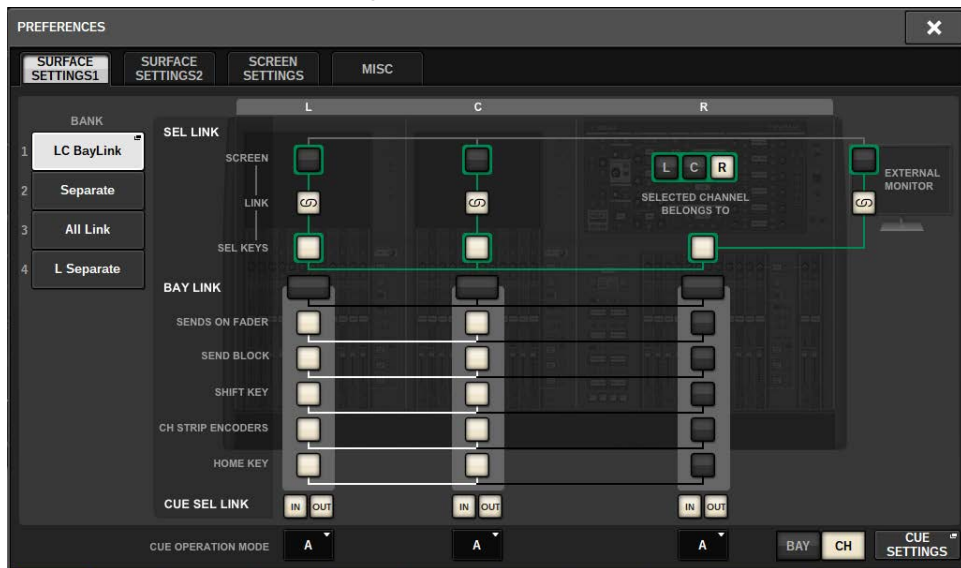 PREFERENCES
SURFACE SETTINGS1
SURFACE SETTINGS2
SCREEN SETTINGS
MISC
L C R
BANK
1 LC BayLink
2 Separate
3 All Link
4 L Separate
SEL LINK
SCREEN
LINK
SEL KEYS
L C R
SELECTED CHANNEL
BELONGS TO
EXTERNAL
MONITOR
BAY LINK
SENDS ON FADER
SEND BLOCK
SHIFT KEY
CH STRIP ENCODERS
HOME KEY
CUE SEL LINK IN OUT IN OUT IN OUT
CUE OPERATION MODE A A A BAY CH CUE SETTINGS